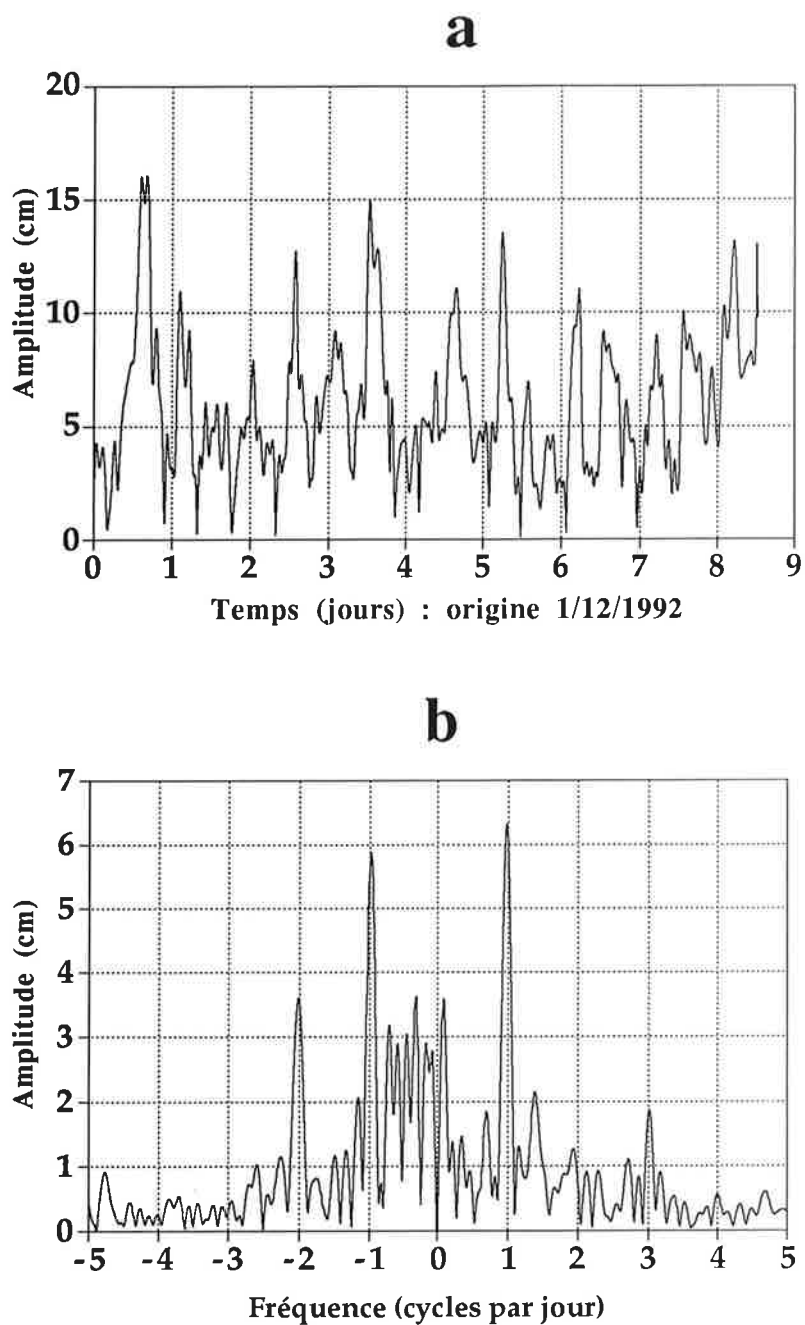 a
20
15
10
5
0
Amplitude (cm)
0 1 2 3 4 5 6 7 8 9
Temps (jours) : origine 1/12/1992
b
7
6
5
4
3
2
1
0
Amplitude (cm)
-5 -4 -3 -2 -1 0 1 2 3 4 5
Fréquence (cycles par jour)